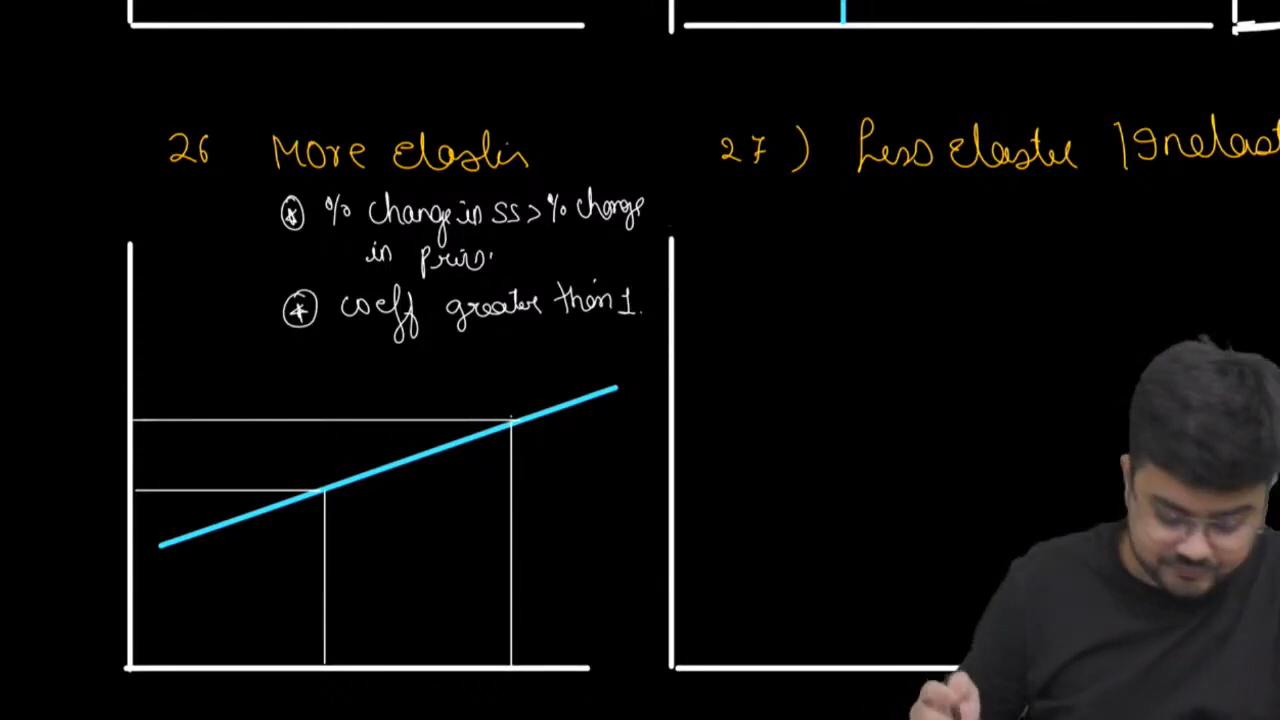 26 More elastic
* % change in SS > % change
in price
* coeff greater than 1.
27) Less elastic / Inelast